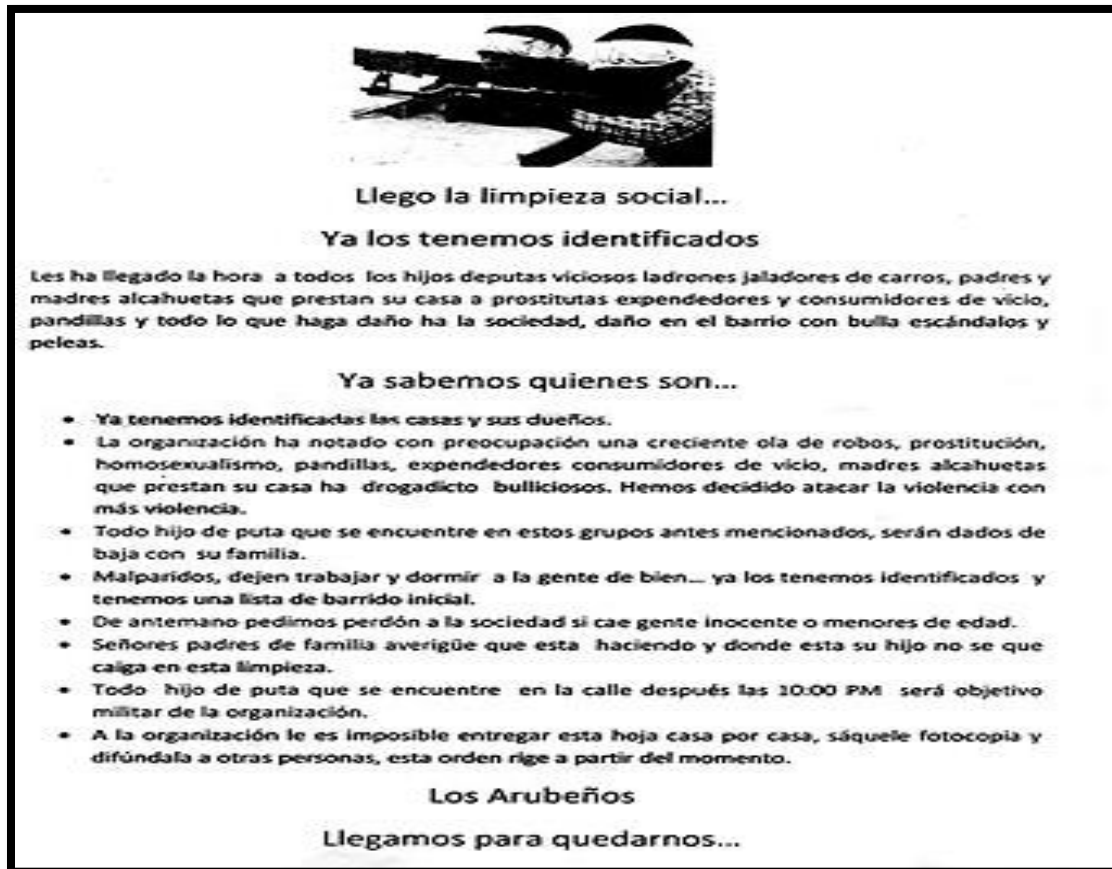 Llego la limpieza social...
Ya los tenemos identificados
Les ha llegado la hora a todos los hijos deputas viciosos ladrones jaladores de carros, padres y
madres alcahuetas que prestan su casa a prostitutas expendedores y consumidores de vicio,
pandillas y todo lo que haga daño ha la sociedad, daño en el barrio con bulla escándalos y
peleas.
Ya sabemos quienes son...
• Ya tenemos identificadas las casas y sus dueños.
• La organización ha notado con preocupación una creciente ola de robos, prostitución,
homosexualismo, pandillas, expendedores consumidores de vicio, madres alcahuetas
que prestan su casa ha drogadicto bulliciosos. Hemos decidido atacar la violencia con
más violencia.
• Todo hijo de puta que se encuentre en estos grupos antes mencionados, serán dados de
baja con su familia.
• Malparidos, dejen trabajar y dormir a la gente de bien... ya los tenemos identificados y
tenemos una lista de barrido inicial.
• De antemano pedimos perdón a la sociedad si cae gente inocente o menores de edad.
• Señores padres de familia averigüe que esta haciendo y donde esta su hijo no se que
caiga en esta limpieza.
• Todo hijo de puta que se encuentre en la calle después las 10:00 PM será objetivo
militar de la organización.
• A la organización le es imposible entregar esta hoja casa por casa, sáquele fotocopia y
difúndala a otras personas, esta orden rige a partir del momento.
Los Arubeños
Llegamos para quedarnos...